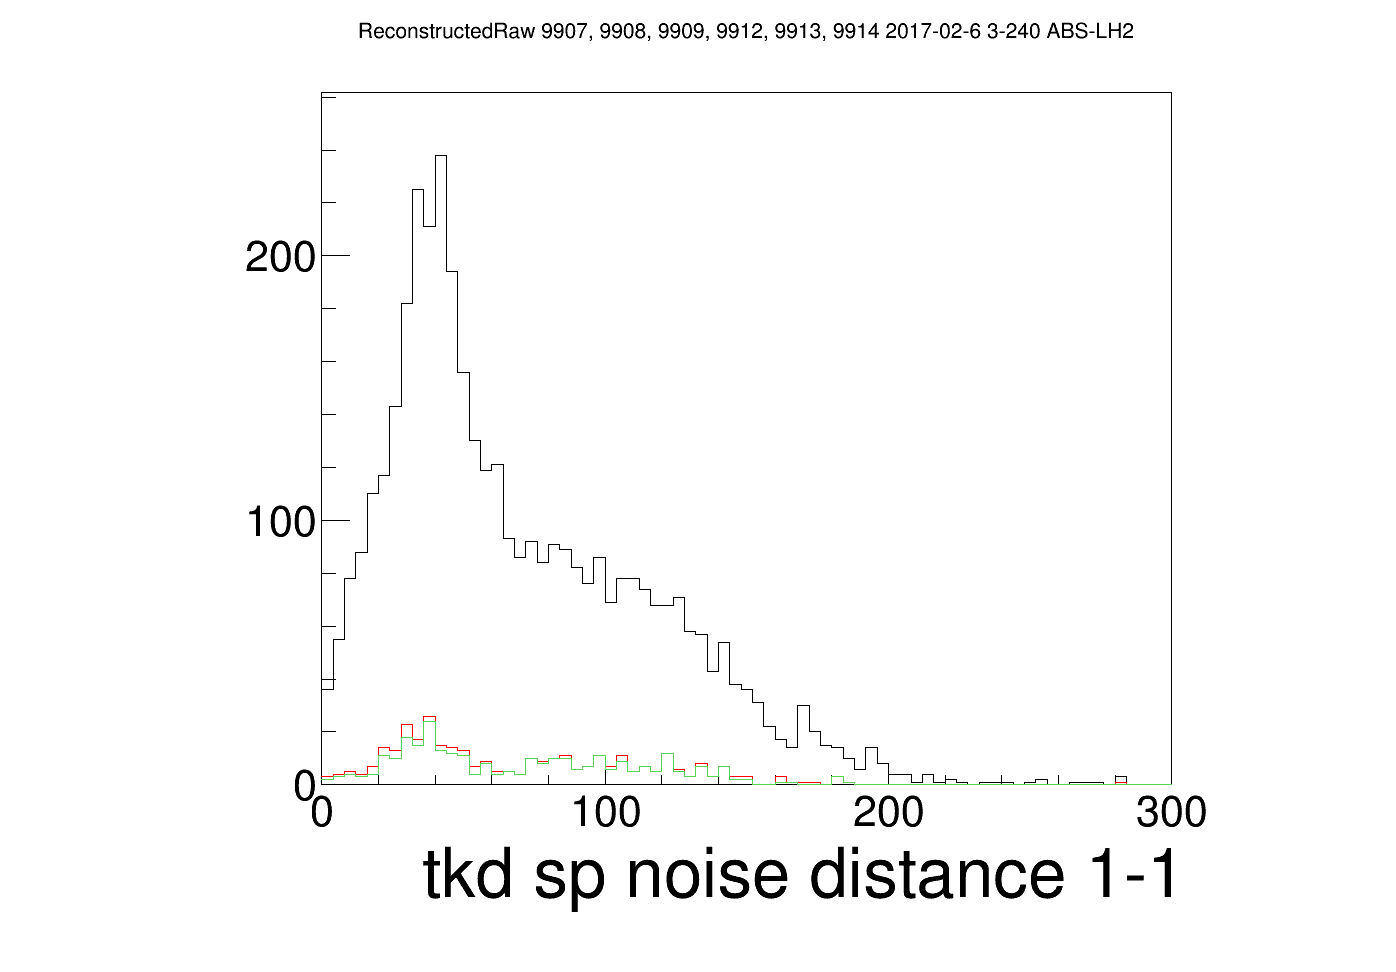 ReconstructedRaw 9907, 9908, 9909, 9912, 9913, 9914 2017-02-6 3-240 ABS-LH2
200
100
0
0 100 200 300
tkd sp noise distance 1-1